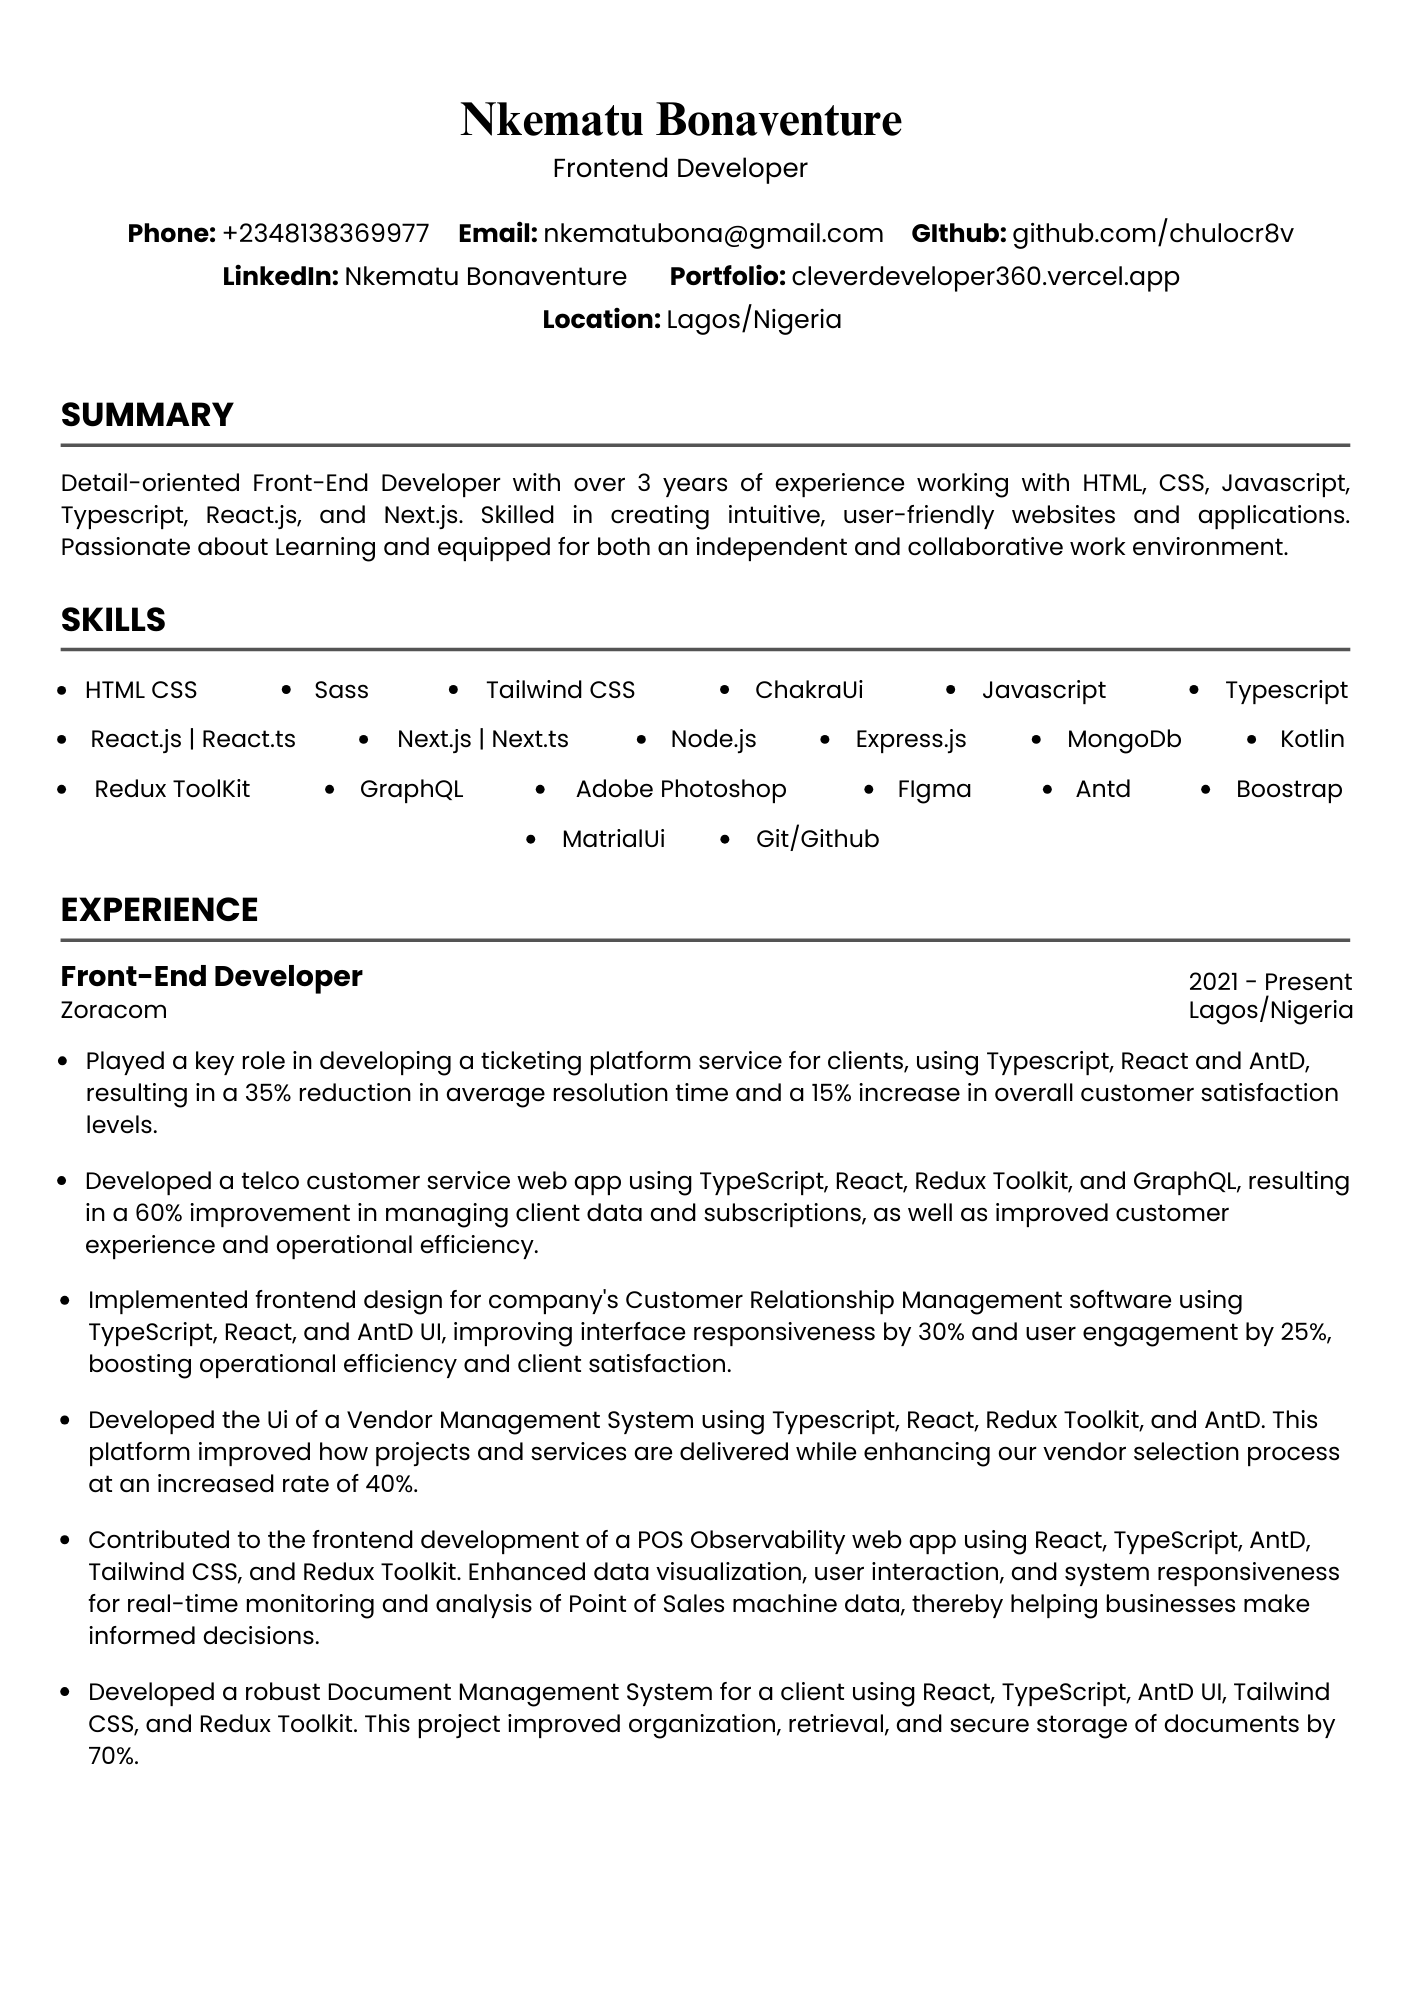 Nkematu Bonaventure
Frontend Developer
Phone: +2348138369977 Email: nkematubona@gmail.com GIthub: github.com/chulocr8v
LinkedIn: Nkematu Bonaventure Portfolio: cleverdeveloper360.vercel.app
Location: Lagos/Nigeria
SUMMARY
Detail-oriented Front-End Developer with over 3 years of experience working with HTML, CSS, Javascript,
Typescript, React.js, and Next.js. Skilled in creating intuitive, user-friendly websites and applications.
Passionate about Learning and equipped for both an independent and collaborative work environment.
SKILLS
• HTML CSS • Sass • Tailwind CSS • ChakraUi • Javascript • Typescript
• React.js | React.ts • Next.js | Next.ts • Node.js • Express.js • MongoDb • Kotlin
• Redux ToolKit • GraphQL • Adobe Photoshop • FIgma • Antd • Boostrap
• MatrialUi • Git/Github
EXPERIENCE
Front-End Developer 2021 - Present
Zoracom Lagos/Nigeria
• Played a key role in developing a ticketing platform service for clients, using Typescript, React and AntD,
resulting in a 35% reduction in average resolution time and a 15% increase in overall customer satisfaction
levels.
• Developed a telco customer service web app using TypeScript, React, Redux Toolkit, and GraphQL, resulting
in a 60% improvement in managing client data and subscriptions, as well as improved customer
experience and operational efficiency.
• Implemented frontend design for company's Customer Relationship Management software using
TypeScript, React, and AntD UI, improving interface responsiveness by 30% and user engagement by 25%,
boosting operational efficiency and client satisfaction.
• Developed the Ui of a Vendor Management System using Typescript, React, Redux Toolkit, and AntD. This
platform improved how projects and services are delivered while enhancing our vendor selection process
at an increased rate of 40%.
• Contributed to the frontend development of a POS Observability web app using React, TypeScript, AntD,
Tailwind CSS, and Redux Toolkit. Enhanced data visualization, user interaction, and system responsiveness
for real-time monitoring and analysis of Point of Sales machine data, thereby helping businesses make
informed decisions.
• Developed a robust Document Management System for a client using React, TypeScript, AntD UI, Tailwind
CSS, and Redux Toolkit. This project improved organization, retrieval, and secure storage of documents by
70%.